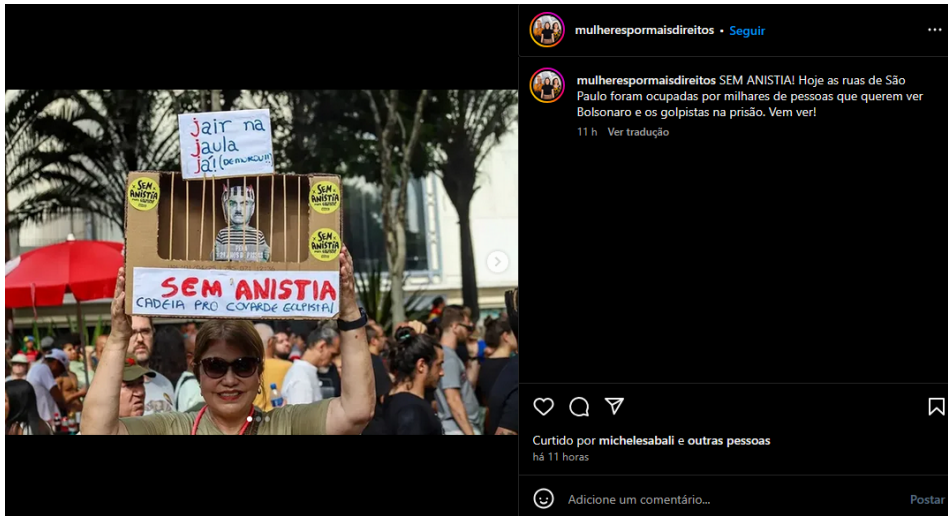 mulherespormaisdireitos • Seguir
mulherespormaisdireitos SEM ANISTIA! Hoje as ruas de São
Paulo foram ocupadas por milhares de pessoas que querem ver
Bolsonaro e os golpistas na prisão. Vem ver!
11 h Ver tradução
jair na
jaula
já! (DEMOROU!!)
SEM
ANISTIA
SEM
ANISTIA
SEM
ANISTIA
SEM ANISTIA
CADEIA PRO COVARDE GOLPISTA!
Curtido por michelesabali e outras pessoas
há 11 horas
Adicione um comentário...
Postar